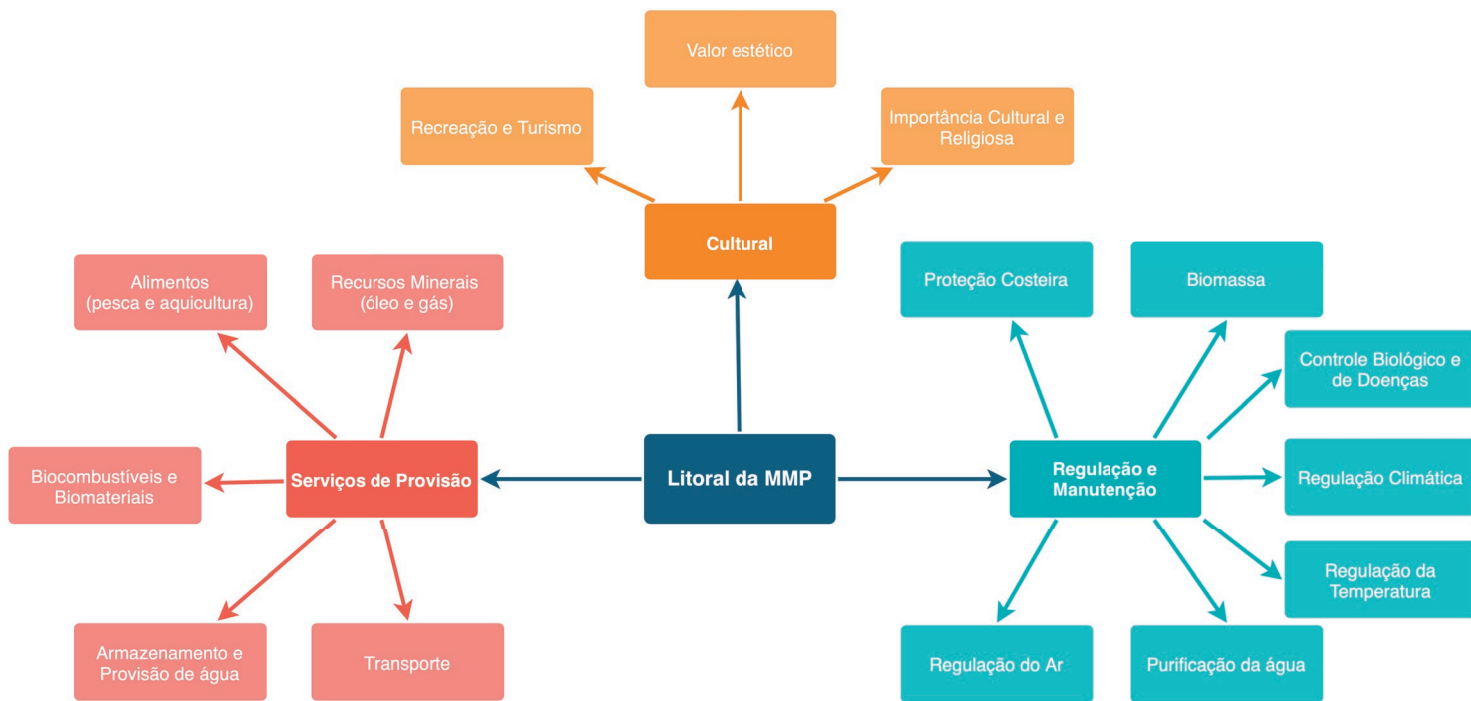 Valor estético
Recreação e Turismo
Importância Cultural e
Religiosa
Cultural
Alimentos
(pesca e aquicultura)
Recursos Minerais
(óleo e gás)
Proteção Costeira
Biomassa
Controle Biológico e
de Doenças
Biocombustíveis e
Biomateriais
Serviços de Provisão
Litoral da MMP
Regulação e
Manutenção
Regulação Climática
Regulação da
Temperatura
Armazenamento e
Provisão de água
Transporte
Regulação do Ar
Purificação da água